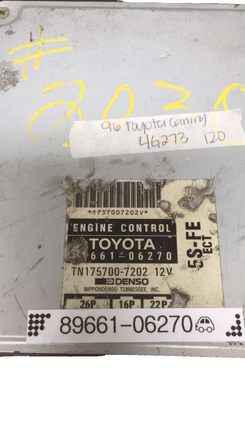 #
2030
96 Toyota Camry
4G273 120
*1757007202V*
ENGINE CONTROL
TOYOTA
661-06270
TN175700-7202 12V
DENSO
NIPPONDENSO TENNESSEE, INC.
26P 16P 22P
5S-FE
ECT
89661-06270